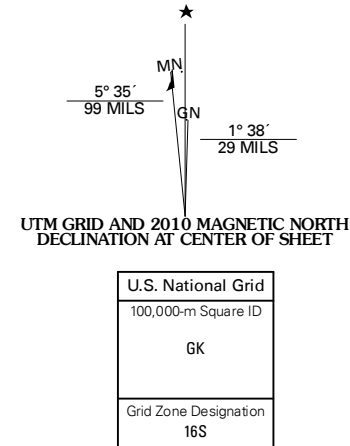 ★
MN
5° 35´
99 MILS
GN
1° 38´
29 MILS
UTM GRID AND 2010 MAGNETIC NORTH
DECLINATION AT CENTER OF SHEET
U.S. National Grid
100,000-m Square ID
GK
Grid Zone Designation
16S